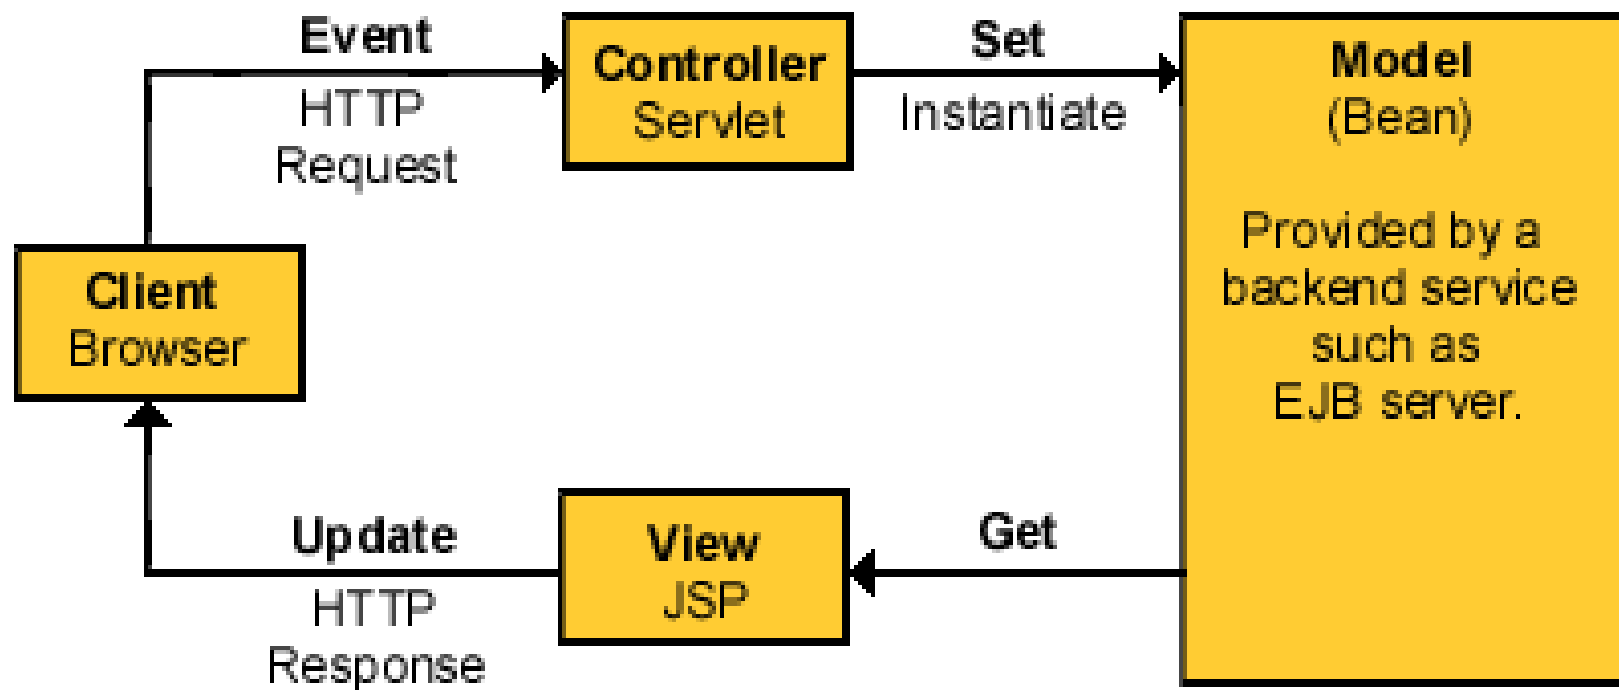 Event
HTTP
Request
Controller
Servlet
Set
Instantiate
Model
(Bean)
Provided by a
backend service
such as
EJB server.
Client
Browser
Update
HTTP
Response
View
JSP
Get